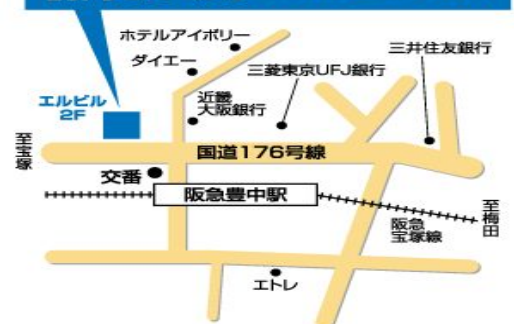 ホテルアイボリー
ダイエー
三井住友銀行
三菱東京UFJ銀行
近畿
大阪銀行
エルビル
2F
至宝塚
国道176号線
交番
阪急豊中駅
至梅田
阪急
宝塚線
エトレ